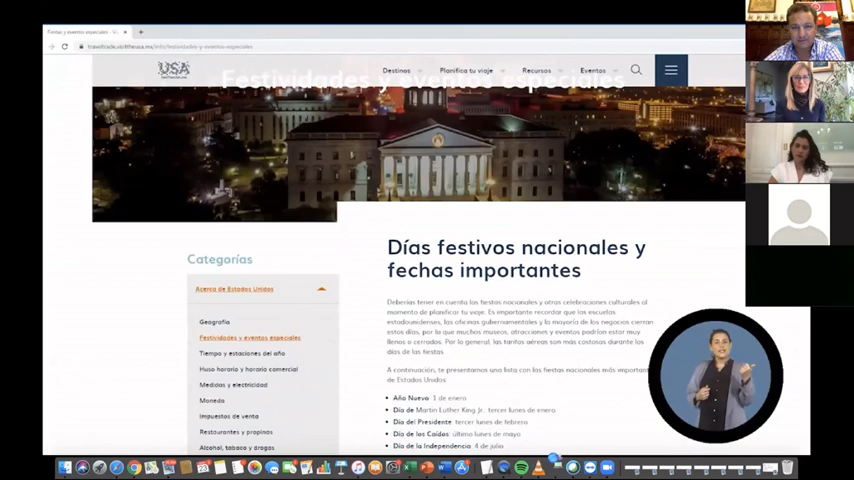 Fiestas y eventos especiales - Vi
traveltrade.visittheusa.mx/info/festividades-y-eventos-especiales
USA
Destinos
Planifica tu viaje
Recursos
Eventos
Festividades y eventos especiales
Categorías
Acerca de Estados Unidos
Geografía
Festividades y eventos especiales
Tiempo y estaciones del año
Huso horario y horario comercial
Medidas y electricidad
Moneda
Impuestos de venta
Restaurantes y propinas
Alcohol, tabaco y drogas
Días festivos nacionales y
fechas importantes
Deberías tener en cuenta las fiestas nacionales y otras celebraciones culturales al
momento de planificar tu viaje. Es importante recordar que las escuelas
estadounidenses, las oficinas gubernamentales y la mayoría de los negocios cierran
estos días, por lo que muchos museos, atracciones y eventos podrían estar muy
llenos o cerrados. Por lo general, las tarifas aéreas son más costosas durante los
días de las fiestas.
A continuación, te presentamos una lista con las fiestas nacionales más important
de Estados Unidos.
Año Nuevo: 1 de enero
Día de Martin Luther King Jr.: tercer lunes de enero
Día del Presidente: tercer lunes de febrero
Día de los Caídos: último lunes de mayo
Día de la Independencia: 4 de julio